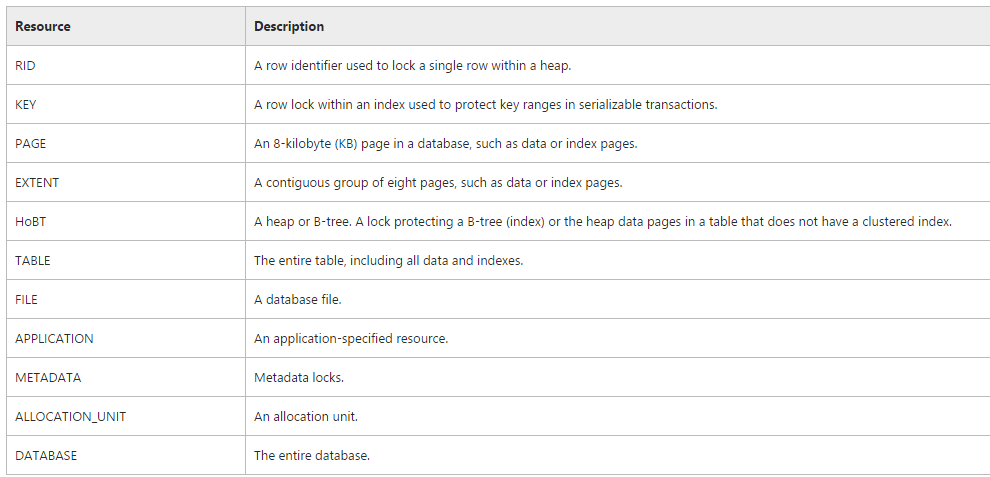 Resource Description
RID A row identifier used to lock a single row within a heap.
KEY A row lock within an index used to protect key ranges in serializable transactions.
PAGE An 8-kilobyte (KB) page in a database, such as data or index pages.
EXTENT A contiguous group of eight pages, such as data or index pages.
HoBT A heap or B-tree. A lock protecting a B-tree (index) or the heap data pages in a table that does not have a clustered index.
TABLE The entire table, including all data and indexes.
FILE A database file.
APPLICATION An application-specified resource.
METADATA Metadata locks.
ALLOCATION_UNIT An allocation unit.
DATABASE The entire database.